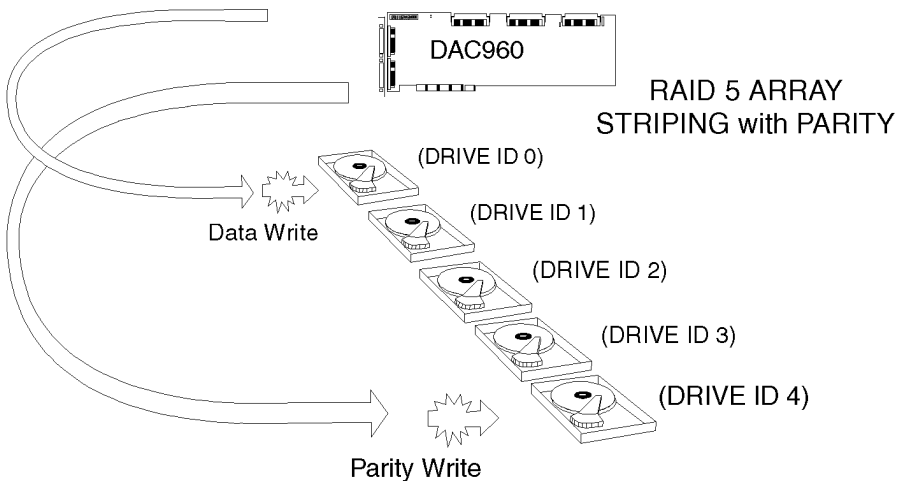 DAC960
RAID 5 ARRAY
STRIPING with PARITY
(DRIVE ID 0)
(DRIVE ID 1)
Data Write
(DRIVE ID 2)
(DRIVE ID 3)
(DRIVE ID 4)
Parity Write